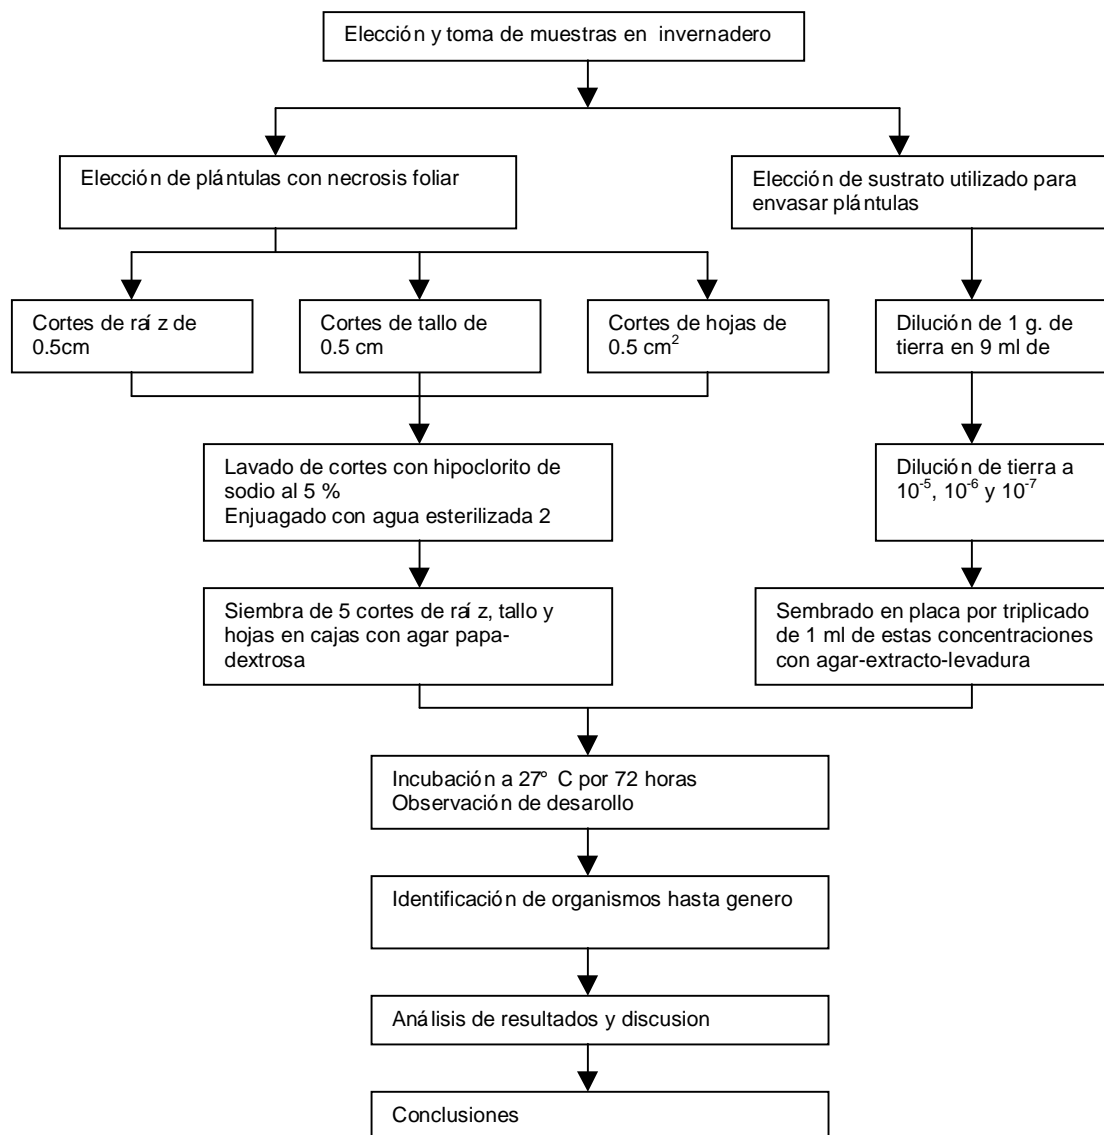 Elección y toma de muestras en invernadero
Elección de plántulas con necrosis foliar
Elección de sustrato utilizado para
envasar plántulas
Cortes de raíz de
0.5cm
Cortes de tallo de
0.5 cm
Cortes de hojas de
0.5 cm²
Dilución de 1 g. de
tierra en 9 ml de
Lavado de cortes con hipoclorito de
sodio al 5 %
Enjuagado con agua esterilizada 2
Dilución de tierra a
10⁻⁵, 10⁻⁶ y 10⁻⁷
Siembra de 5 cortes de raíz, tallo y
hojas en cajas con agar papa-
dextrosa
Sembrado en placa por triplicado
de 1 ml de estas concentraciones
con agar-extracto-levadura
Incubación a 27° C por 72 horas
Observación de desarollo
Identificación de organismos hasta genero
Análisis de resultados y discusion
Conclusiones